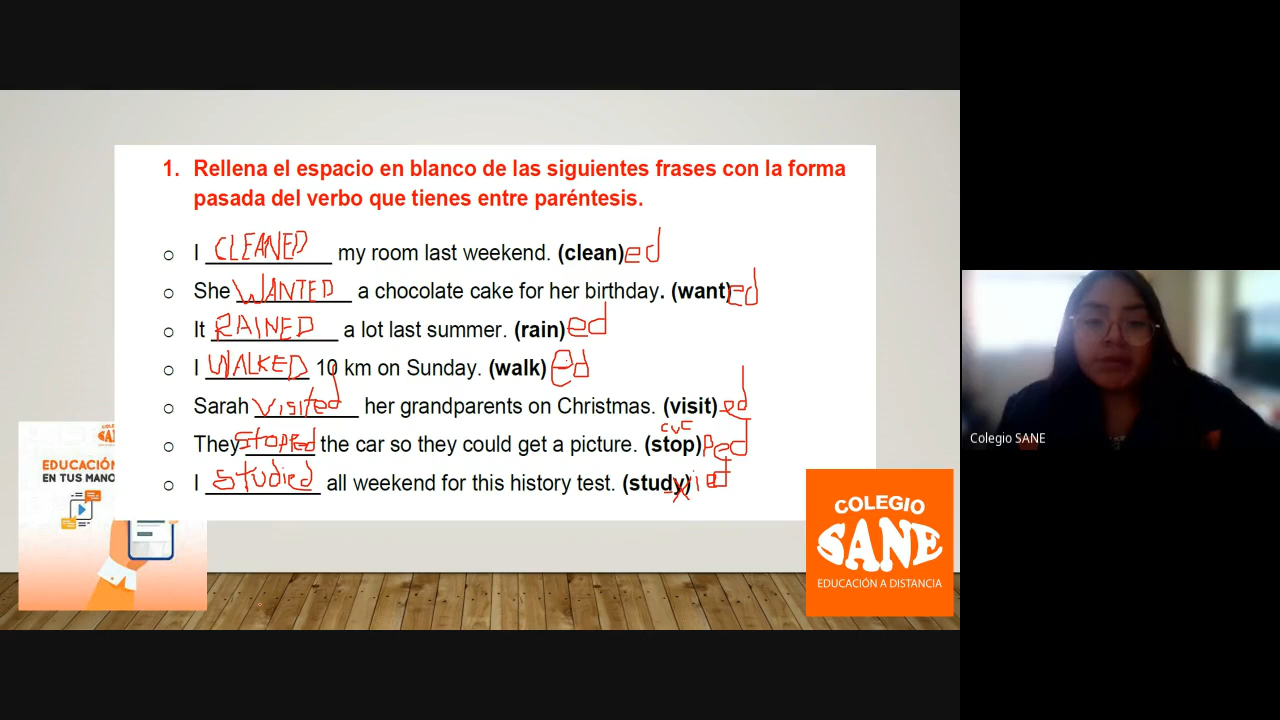 1. Rellena el espacio en blanco de las siguientes frases con la forma
pasada del verbo que tienes entre paréntesis.
○ I CLEANED my room last weekend. (clean) ed
○ She WANTED a chocolate cake for her birthday. (want) ed
○ It RAINED a lot last summer. (rain) ed
○ I WALKED 10 km on Sunday. (walk) ed
○ Sarah visited her grandparents on Christmas. (visit) ed
cvc
○ They stoped the car so they could get a picture. (stop) ped
○ I studied all weekend for this history test. (study) ied
EDUCACIÓN
EN TUS MANO
COLEGIO
SANE
EDUCACIÓN A DISTANCIA
Colegio SANE